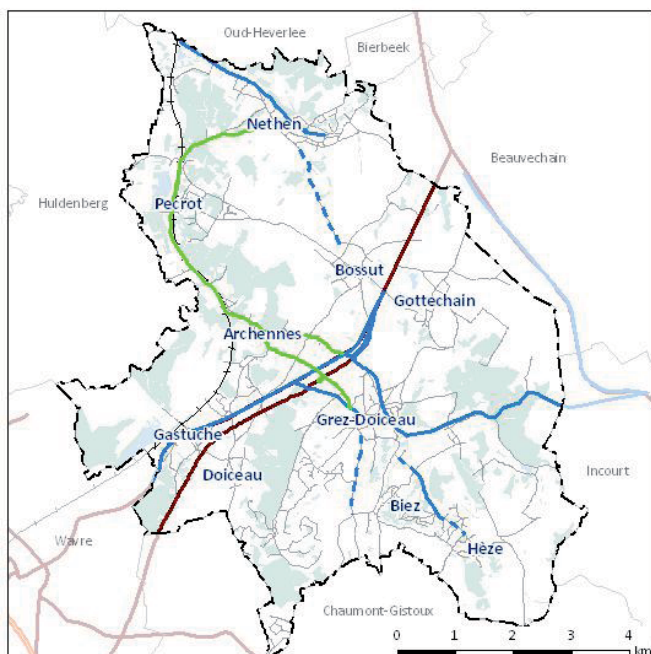 Oud-Heverlee
Bierbeek
Nethen
Beauvechain
Huldenberg
Pecrot
Bossut
Gottechain
Archennes
Grez-Doiceau
Gastuche
Doiceau
Incourt
Biez
Wavre
Hèze
Chaumont-Gistoux
0 1 2 3 4
km